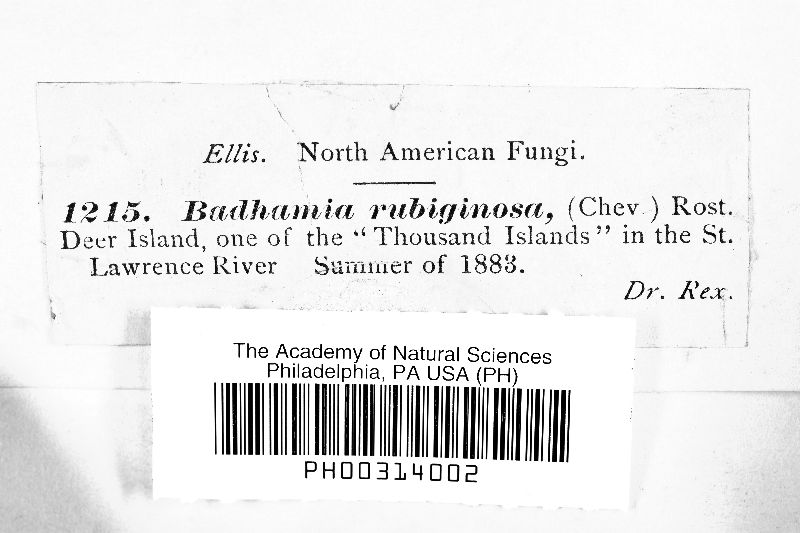 Ellis. North American Fungi.
1215. Badhamia rubiginosa, (Chev.) Rost.
Deer Island, one of the "Thousand Islands" in the St.
Lawrence River Summer of 1883.
Dr. Rex.
The Academy of Natural Sciences
Philadelphia, PA USA (PH)
PH00314002